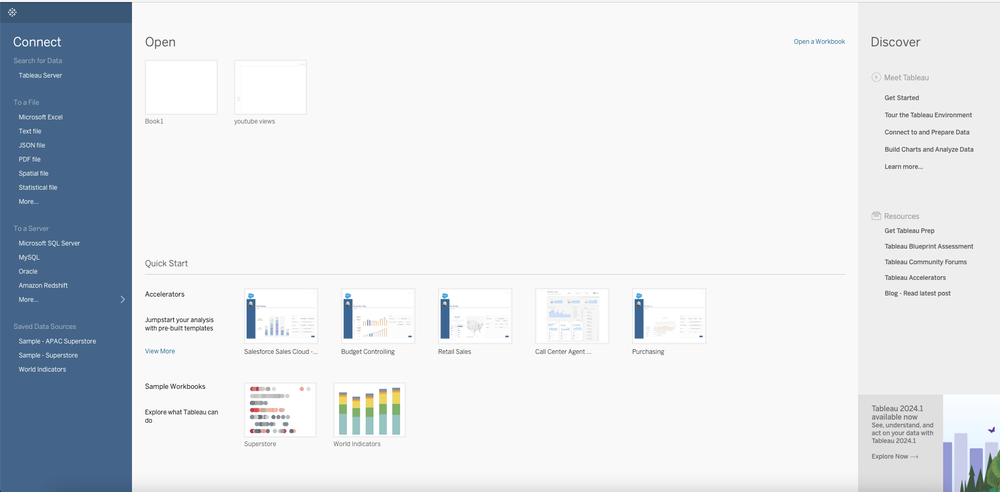 Connect
Search for Data
Tableau Server
To a File
Microsoft Excel
Text file
JSON file
PDF file
Spatial file
Statistical file
More...
To a Server
Microsoft SQL Server
MySQL
Oracle
Amazon Redshift
More...
Saved Data Sources
Sample - APAC Superstore
Sample - Superstore
World Indicators
Open
Open a Workbook
Book1
youtube views
Quick Start
Accelerators
Jumpstart your analysis
with pre-built templates
View More
Salesforce Sales Cloud -...
Budget Controlling
Retail Sales
Call Center Agent ...
Purchasing
Sample Workbooks
Explore what Tableau can
do
Superstore
World Indicators
Discover
Meet Tableau
Get Started
Tour the Tableau Environment
Connect to and Prepare Data
Build Charts and Analyze Data
Learn more...
Resources
Get Tableau Prep
Tableau Blueprint Assessment
Tableau Community Forums
Tableau Accelerators
Blog - Read latest post
Tableau 2024.1
available now
See, understand, and
act on your data with
Tableau 2024.1
Explore Now →